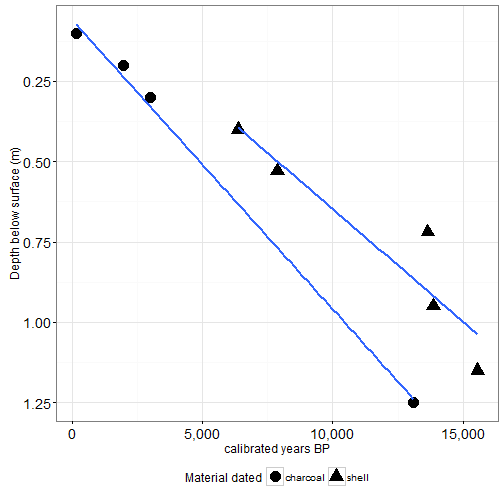 Depth below surface (m)
0.25
0.50
0.75
1.00
1.25
0 5,000 10,000 15,000
calibrated years BP
Material dated charcoal shell